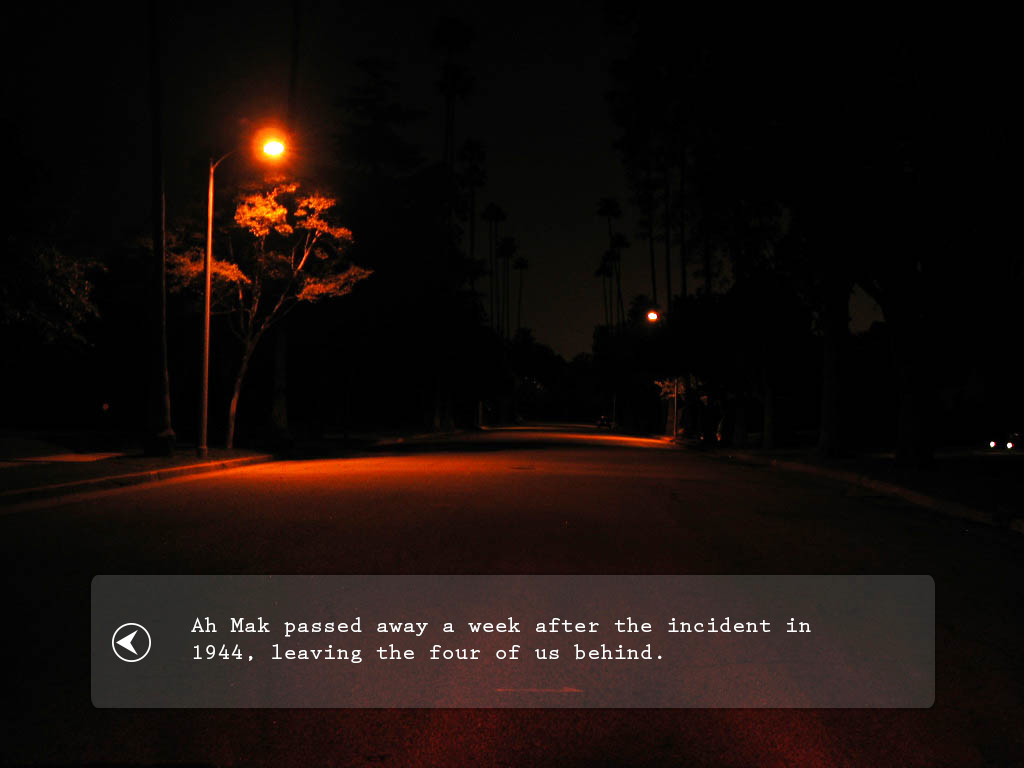 Ah Mak passed away a week after the incident in
1944, leaving the four of us behind.